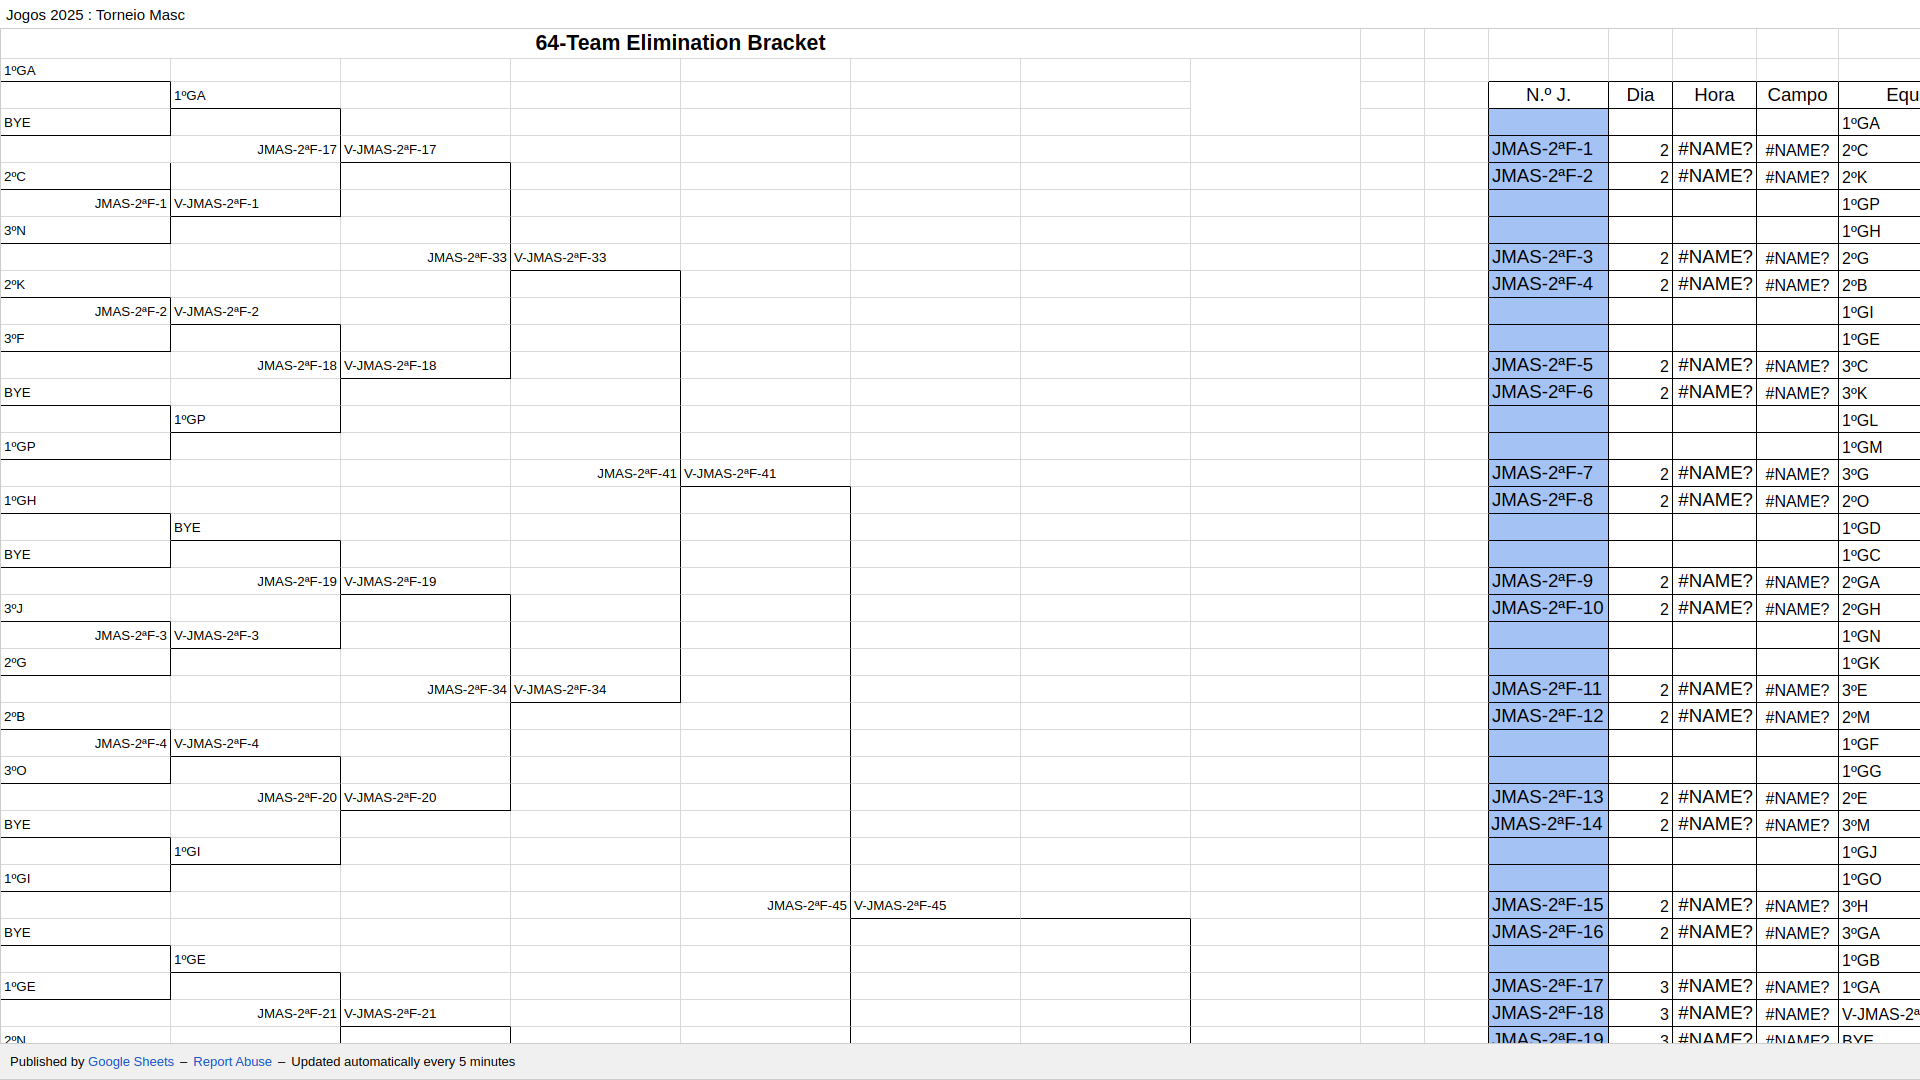 Jogos 2025 : Torneio Masc
64-Team Elimination Bracket
1ºGA
1ºGA N.º J. Dia Hora Campo Equ
BYE 1ºGA
JMAS-2ªF-17 V-JMAS-2ªF-17 JMAS-2ªF-1 2 #NAME? #NAME? 2ºC
2ºC JMAS-2ªF-2 2 #NAME? #NAME? 2ºK
JMAS-2ªF-1 V-JMAS-2ªF-1 1ºGP
3ºN 1ºGH
JMAS-2ªF-33 V-JMAS-2ªF-33 JMAS-2ªF-3 2 #NAME? #NAME? 2ºG
2ºK JMAS-2ªF-4 2 #NAME? #NAME? 2ºB
JMAS-2ªF-2 V-JMAS-2ªF-2 1ºGI
3ºF 1ºGE
JMAS-2ªF-18 V-JMAS-2ªF-18 JMAS-2ªF-5 2 #NAME? #NAME? 3ºC
BYE JMAS-2ªF-6 2 #NAME? #NAME? 3ºK
1ºGP 1ºGL
1ºGP 1ºGM
JMAS-2ªF-41 V-JMAS-2ªF-41 JMAS-2ªF-7 2 #NAME? #NAME? 3ºG
1ºGH JMAS-2ªF-8 2 #NAME? #NAME? 2ºO
BYE 1ºGD
BYE 1ºGC
JMAS-2ªF-19 V-JMAS-2ªF-19 JMAS-2ªF-9 2 #NAME? #NAME? 2ºGA
3ºJ JMAS-2ªF-10 2 #NAME? #NAME? 2ºGH
JMAS-2ªF-3 V-JMAS-2ªF-3 1ºGN
2ºG 1ºGK
JMAS-2ªF-34 V-JMAS-2ªF-34 JMAS-2ªF-11 2 #NAME? #NAME? 3ºE
2ºB JMAS-2ªF-12 2 #NAME? #NAME? 2ºM
JMAS-2ªF-4 V-JMAS-2ªF-4 1ºGF
3ºO 1ºGG
JMAS-2ªF-20 V-JMAS-2ªF-20 JMAS-2ªF-13 2 #NAME? #NAME? 2ºE
BYE JMAS-2ªF-14 2 #NAME? #NAME? 3ºM
1ºGI 1ºGJ
1ºGI 1ºGO
JMAS-2ªF-45 V-JMAS-2ªF-45 JMAS-2ªF-15 2 #NAME? #NAME? 3ºH
BYE JMAS-2ªF-16 2 #NAME? #NAME? 3ºGA
1ºGE 1ºGB
1ºGE JMAS-2ªF-17 3 #NAME? #NAME? 1ºGA
JMAS-2ªF-21 V-JMAS-2ªF-21 JMAS-2ªF-18 3 #NAME? #NAME? V-JMAS-2ª
2ºN JMAS-2ªF-19 3 #NAME? #NAME? BYE
Published by Google Sheets – Report Abuse – Updated automatically every 5 minutes